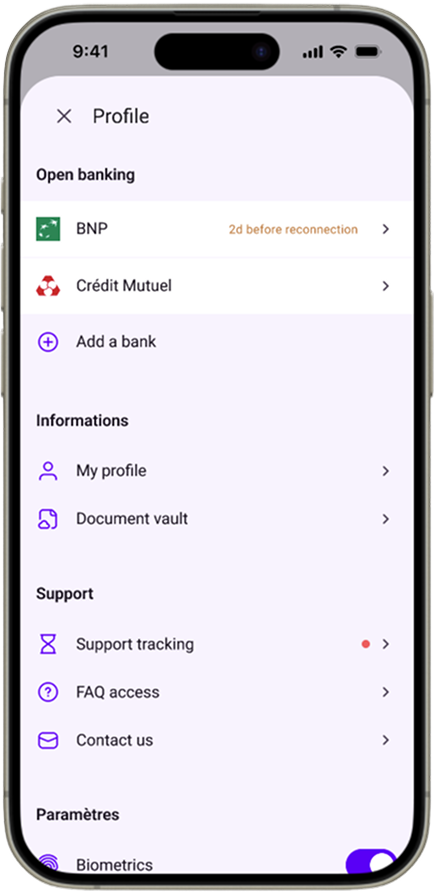 9:41
Profile
Open banking
BNP 2d before reconnection
Crédit Mutuel
Add a bank
Informations
My profile
Document vault
Support
Support tracking
FAQ access
Contact us
Paramètres
Biometrics